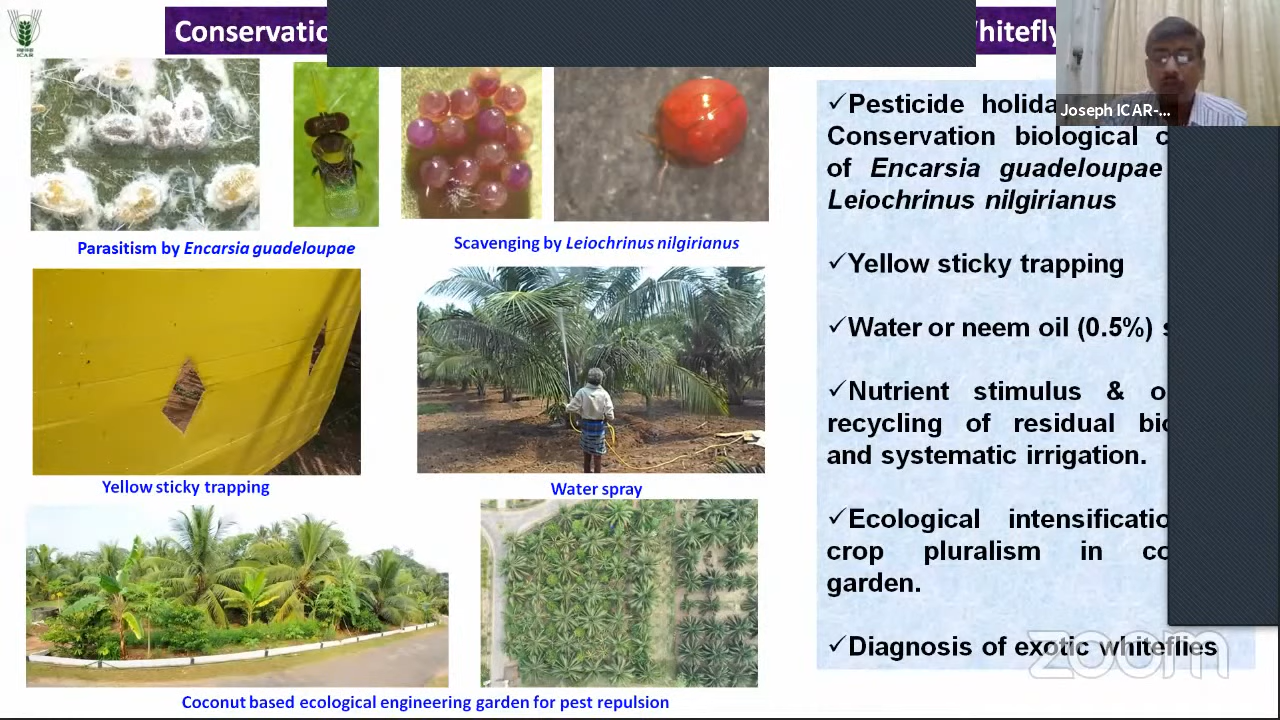 Conservatio
hitefly
ICAR
Joseph ICAR-...
Parasitism by Encarsia guadeloupae
Scavenging by Leiochrinus nilgirianus
Yellow sticky trapping
Water spray
Coconut based ecological engineering garden for pest repulsion
✓Pesticide holida
Conservation biological c
of Encarsia guadeloupae
Leiochrinus nilgirianus
✓Yellow sticky trapping
✓Water or neem oil (0.5%) s
✓Nutrient stimulus & o
recycling of residual bio
and systematic irrigation.
✓Ecological intensificatio
crop pluralism in co
garden.
✓Diagnosis of exotic whiteflies
zoom